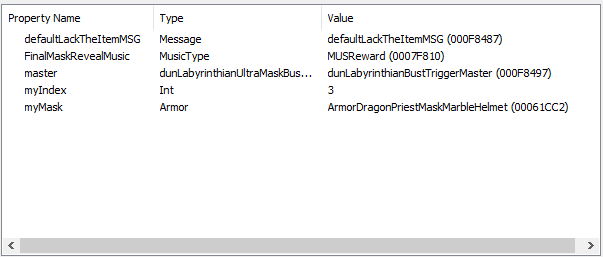 Property Name Type Value
defaultLackTheItemMSG Message defaultLackTheItemMSG (000F8487)
FinalMaskRevealMusic MusicType MUSReward (0007F810)
master dunLabyrinthianUltraMaskBus... dunLabyrinthianBustTriggerMaster (000F8497)
myIndex Int 3
myMask Armor ArmorDragonPriestMaskMarbleHelmet (00061CC2)